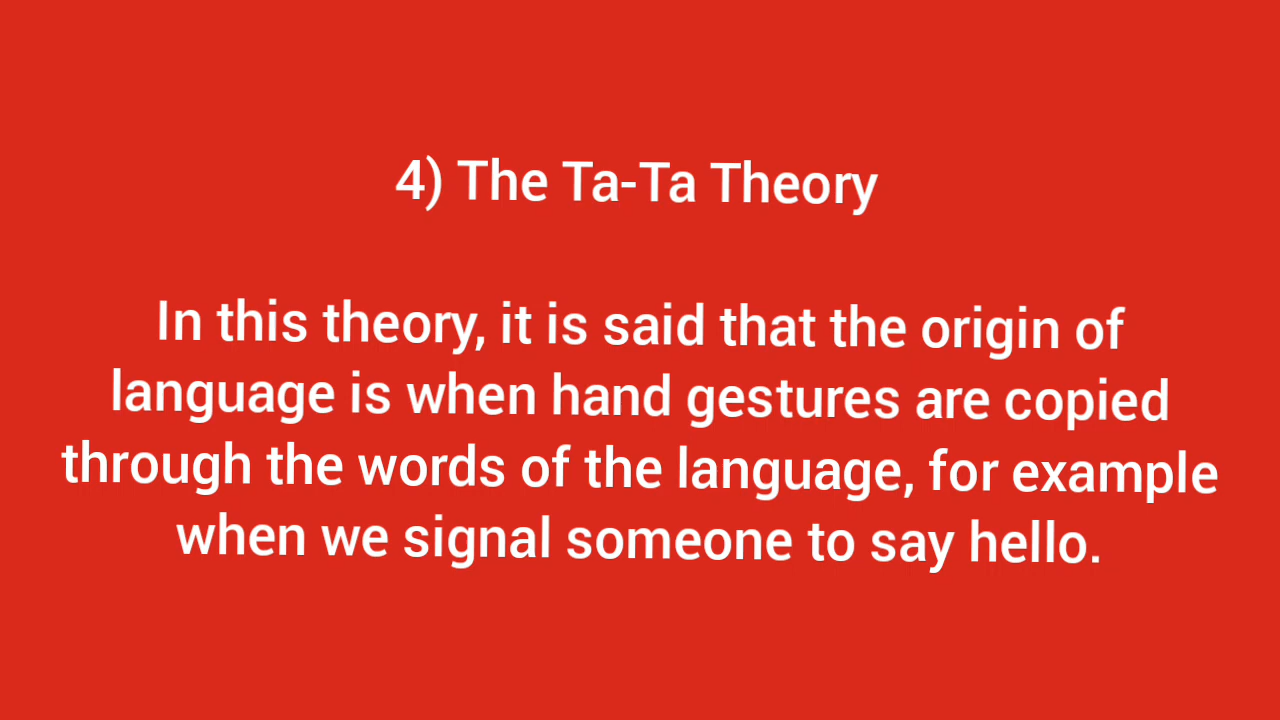 4) The Ta-Ta Theory
In this theory, it is said that the origin of
language is when hand gestures are copied
through the words of the language, for example
when we signal someone to say hello.